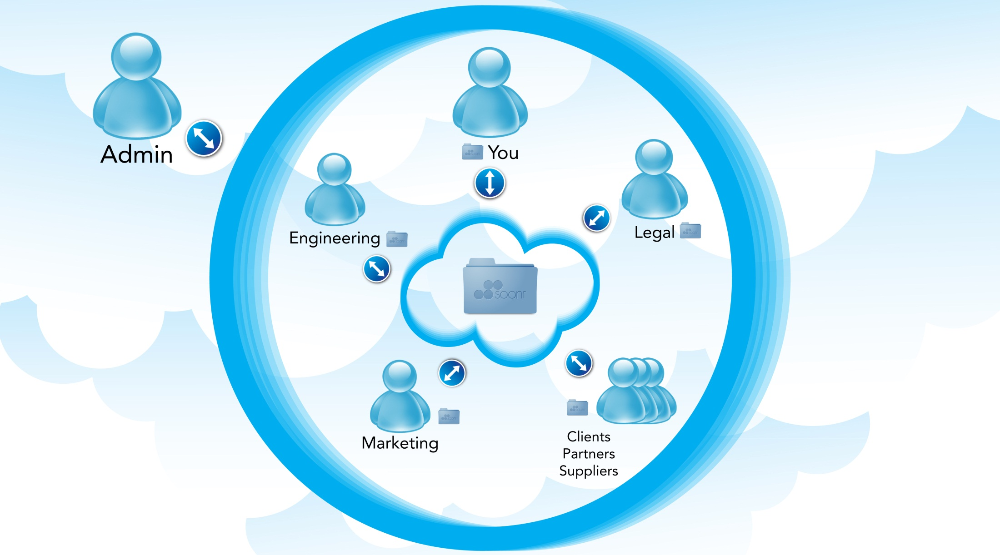 Admin
You
Engineering
Legal
soonr
Marketing
Clients
Partners
Suppliers